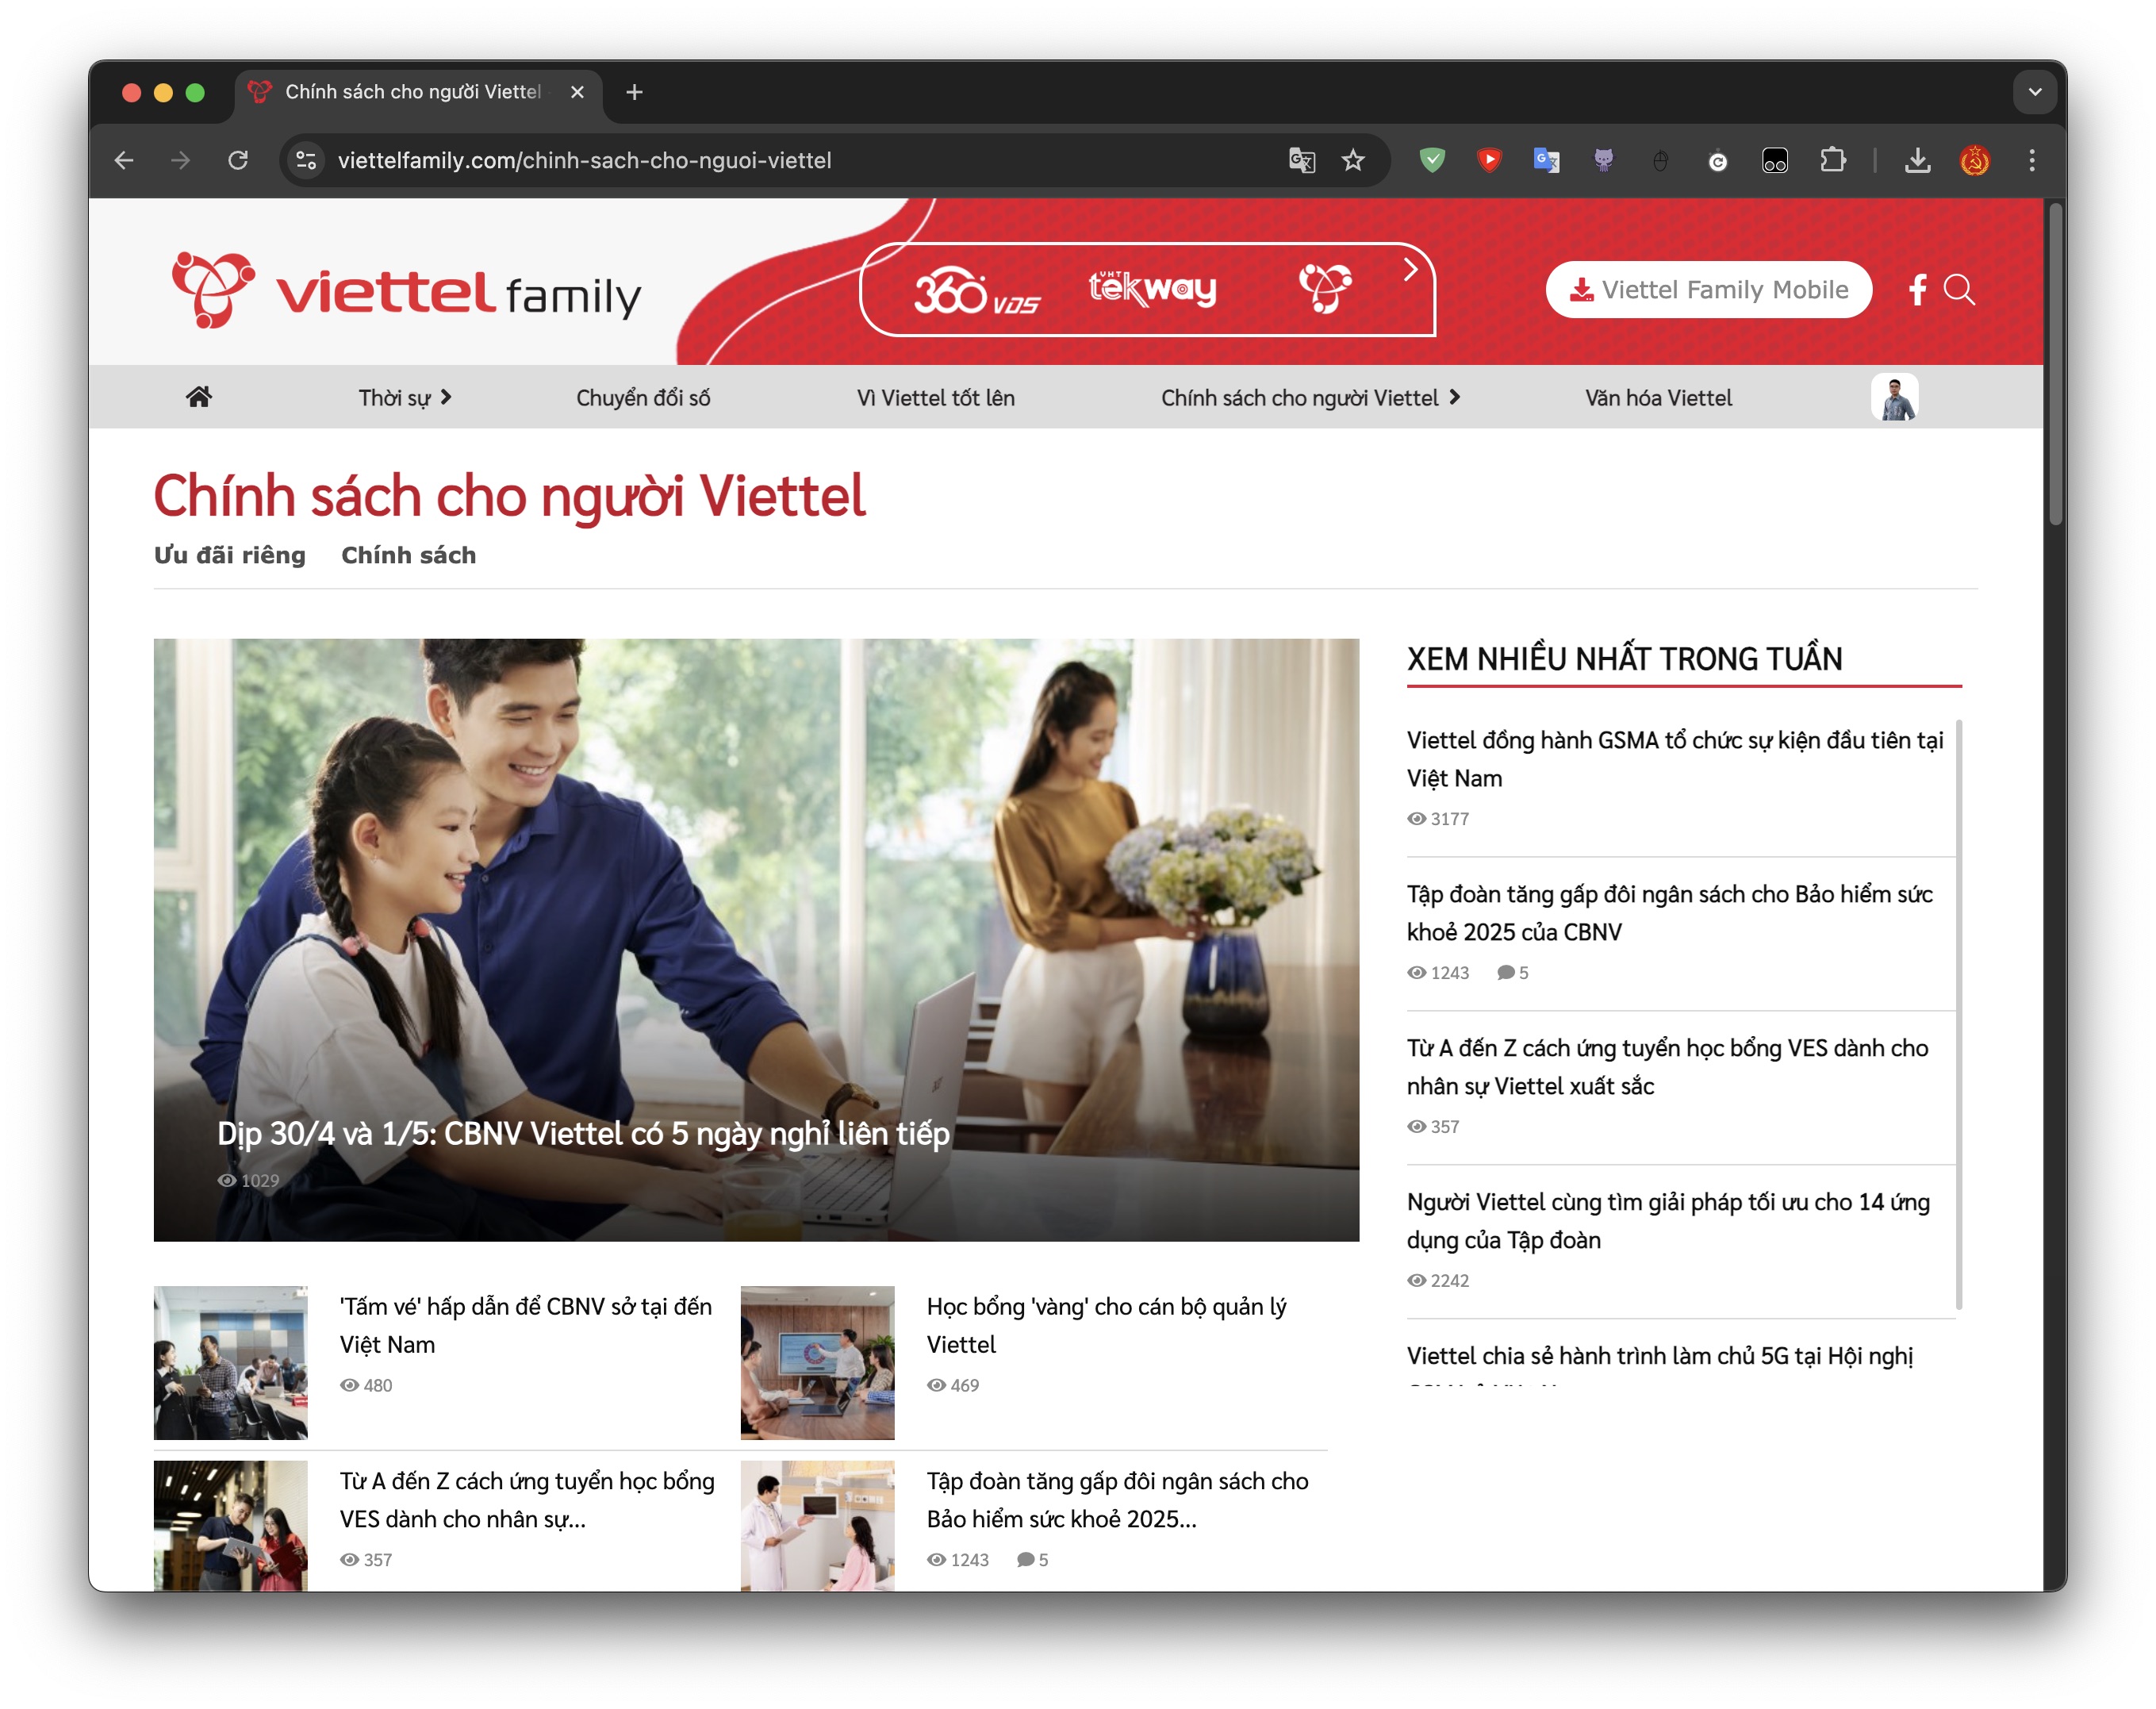 Chính sách cho người Viettel
viettelfamily.com/chinh-sach-cho-nguoi-viettel
viettel family
360 VDS
VHT
tekway
Viettel Family Mobile
Thời sự
Chuyển đổi số
Vì Viettel tốt lên
Chính sách cho người Viettel
Văn hóa Viettel
Chính sách cho người Viettel
Ưu đãi riêng
Chính sách
Dịp 30/4 và 1/5: CBNV Viettel có 5 ngày nghỉ liên tiếp
1029
'Tấm vé' hấp dẫn để CBNV sở tại đến
Việt Nam
480
Học bổng 'vàng' cho cán bộ quản lý
Viettel
469
Từ A đến Z cách ứng tuyển học bổng
VES dành cho nhân sự...
357
Tập đoàn tăng gấp đôi ngân sách cho
Bảo hiểm sức khoẻ 2025...
1243 5
XEM NHIỀU NHẤT TRONG TUẦN
Viettel đồng hành GSMA tổ chức sự kiện đầu tiên tại
Việt Nam
3177
Tập đoàn tăng gấp đôi ngân sách cho Bảo hiểm sức
khoẻ 2025 của CBNV
1243 5
Từ A đến Z cách ứng tuyển học bổng VES dành cho
nhân sự Viettel xuất sắc
357
Người Viettel cùng tìm giải pháp tối ưu cho 14 ứng
dụng của Tập đoàn
2242
Viettel chia sẻ hành trình làm chủ 5G tại Hội nghị